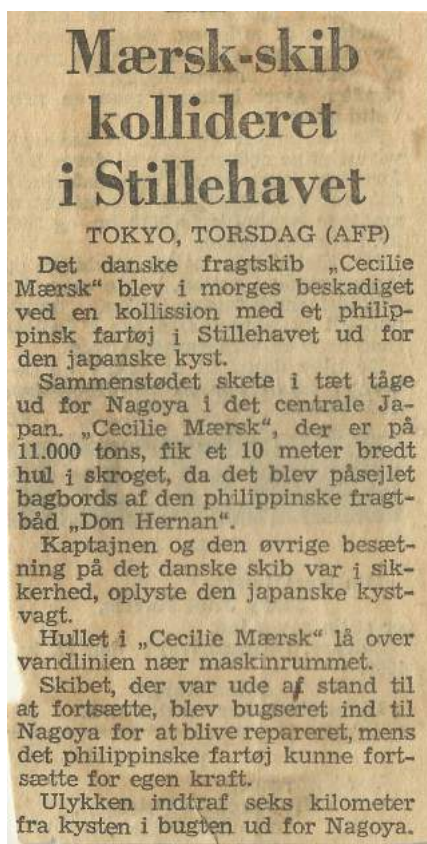 Mærsk-skib
kollideret
i Stillehavet
TOKYO, TORSDAG (AFP)
Det danske fragtskib „Cecilie
Mærsk“ blev i morges beskadiget
ved en kollission med et philip-
pinsk fartøj i Stillehavet ud for
den japanske kyst.
Sammenstødet skete i tæt tåge
ud for Nagoya i det centrale Ja-
pan. „Cecilie Mærsk“, der er på
11.000 tons, fik et 10 meter bredt
hul i skroget, da det blev påsejlet
bagbords af den philippinske fragt-
båd „Don Hernan“.
Kaptajnen og den øvrige besæt-
ning på det danske skib var i sik-
kerhed, oplyste den japanske kyst-
vagt.
Hullet i „Cecilie Mærsk“ lå over
vandlinien nær maskinrummet.
Skibet, der var ude af stand til
at fortsætte, blev bugseret ind til
Nagoya for at blive repareret, mens
det philippinske fartøj kunne fort-
sætte for egen kraft.
Ulykken indtraf seks kilometer
fra kysten i bugten ud for Nagoya.